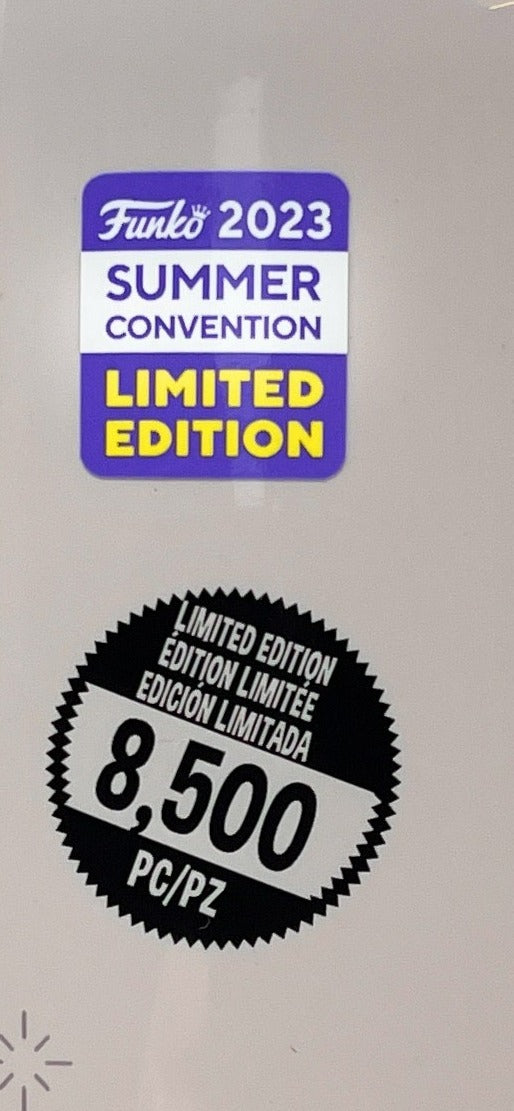 Funko 2023
SUMMER
CONVENTION
LIMITED
EDITION
LIMITED EDITION
ÉDITION LIMITÉE
EDICIÓN LIMITADA
8,500
PC/PZ